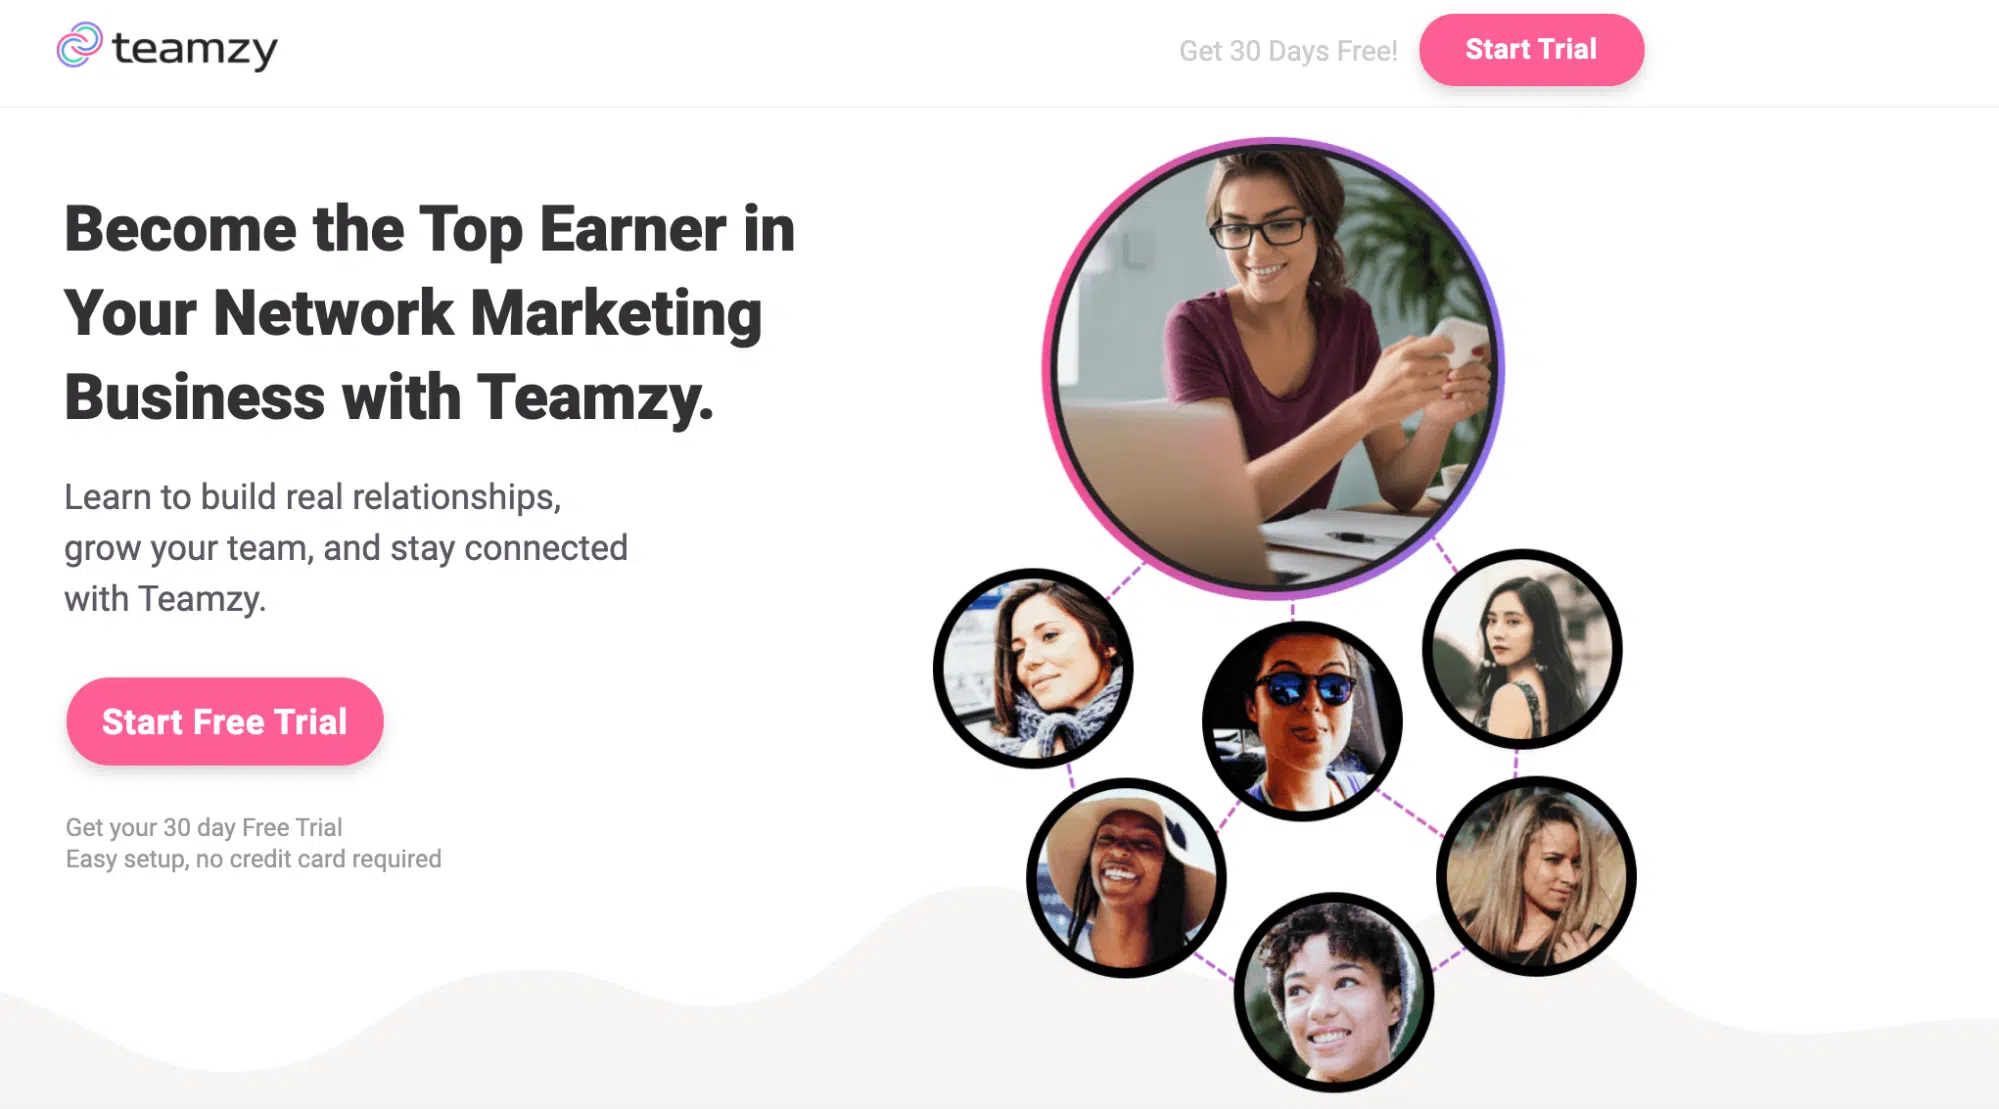 teamzy
Get 30 Days Free!
Start Trial
Become the Top Earner in
Your Network Marketing
Business with Teamzy.
Learn to build real relationships,
grow your team, and stay connected
with Teamzy.
Start Free Trial
Get your 30 day Free Trial
Easy setup, no credit card required